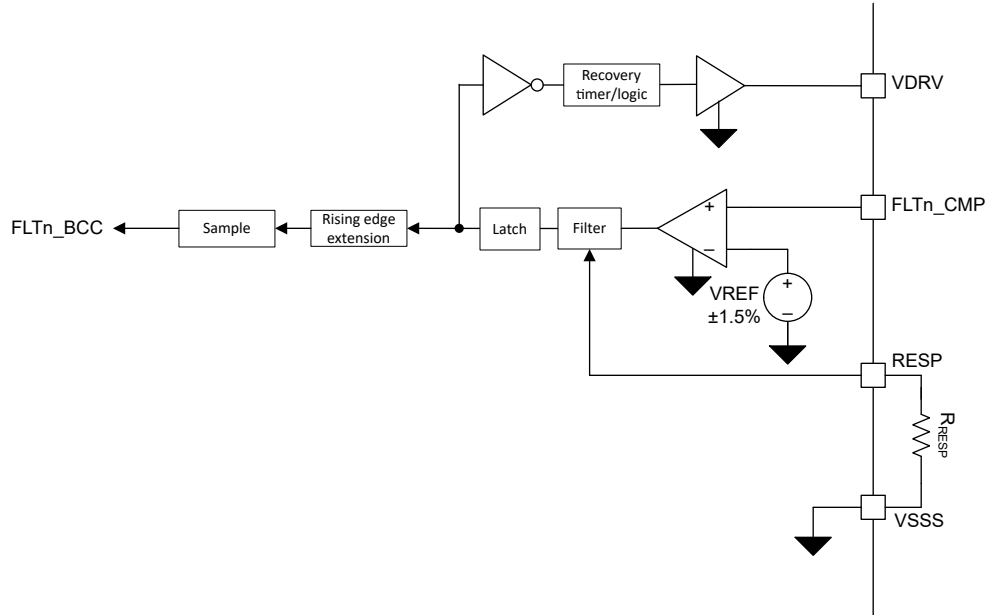 Recovery
timer/logic
VDRV
FLTn_CMP
+
FLTn_BCC
Sample
Rising edge
extension
Latch
Filter
–
VREF
±1.5%
+
–
RESP
RRESP
VSSS